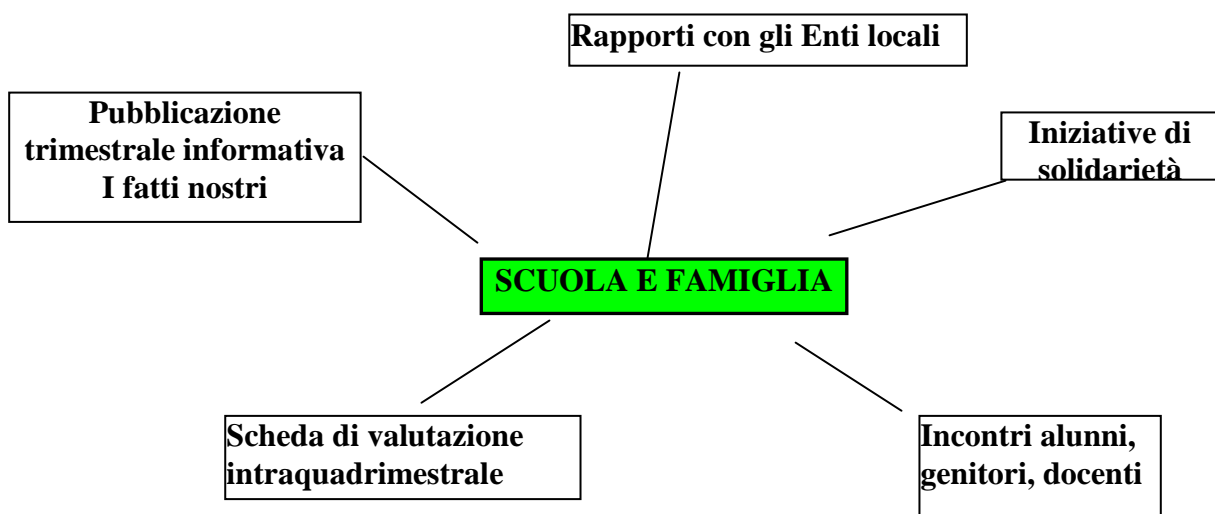 Rapporti con gli Enti locali
Pubblicazione
trimestrale informativa
I fatti nostri
Iniziative di
solidarietà
SCUOLA E FAMIGLIA
Scheda di valutazione
intraquadrimestrale
Incontri alunni,
genitori, docenti